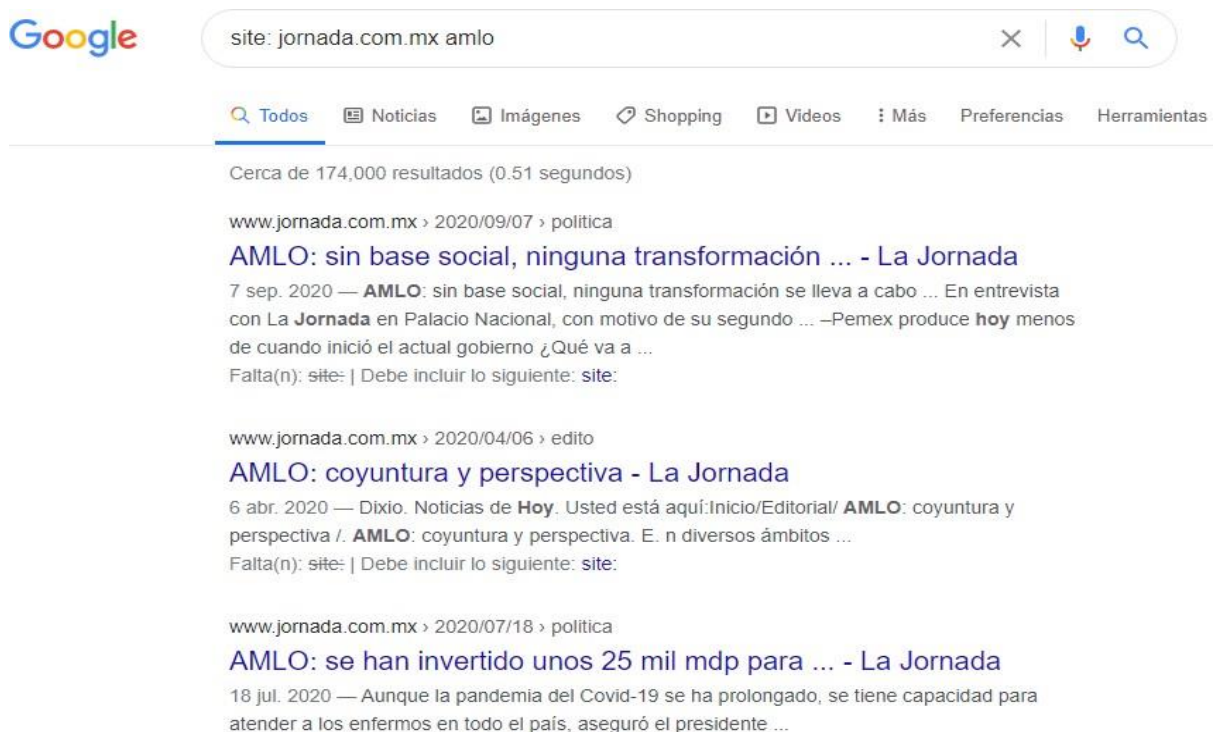 Google
site: jornada.com.mx amlo
Todos Noticias Imágenes Shopping Videos Más Preferencias Herramientas
Cerca de 174,000 resultados (0.51 segundos)
www.jornada.com.mx › 2020/09/07 › politica
AMLO: sin base social, ninguna transformación ... - La Jornada
7 sep. 2020 — AMLO: sin base social, ninguna transformación se lleva a cabo ... En entrevista
con La Jornada en Palacio Nacional, con motivo de su segundo ... –Pemex produce hoy menos
de cuando inició el actual gobierno ¿Qué va a ...
Falta(n): site: | Debe incluir lo siguiente: site:
www.jornada.com.mx › 2020/04/06 › edito
AMLO: coyuntura y perspectiva - La Jornada
6 abr. 2020 — Dixio. Noticias de Hoy. Usted está aquí:Inicio/Editorial/ AMLO: coyuntura y
perspectiva /. AMLO: coyuntura y perspectiva. E. n diversos ámbitos ...
Falta(n): site: | Debe incluir lo siguiente: site:
www.jornada.com.mx › 2020/07/18 › politica
AMLO: se han invertido unos 25 mil mdp para ... - La Jornada
18 jul. 2020 — Aunque la pandemia del Covid-19 se ha prolongado, se tiene capacidad para
atender a los enfermos en todo el país, aseguró el presidente ...